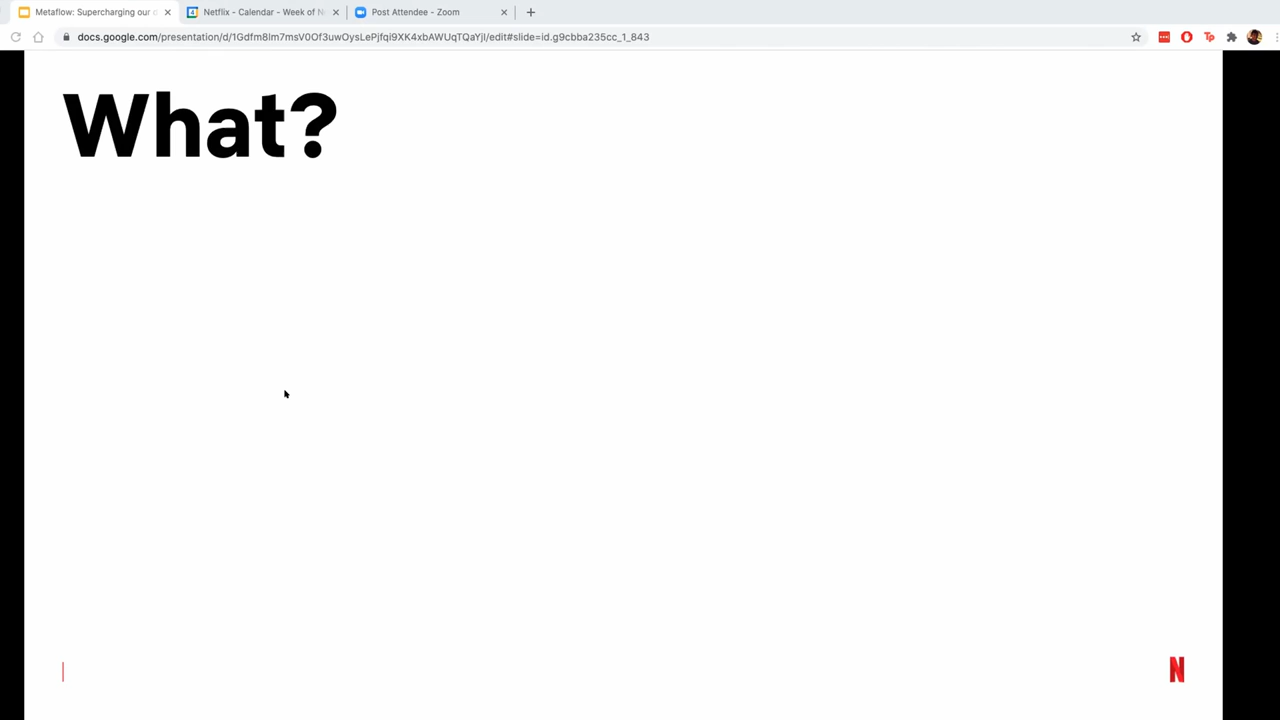 Metaflow: Supercharging our
Netflix - Calendar - Week of
Post Attendee - Zoom
docs.google.com/presentation/d/1Gdfm8lm7msV0Of3uwOysLePjfqi9XK4xbAWUqTQaYjI/edit#slide=id.g9cbba235cc_1_843
What?
N